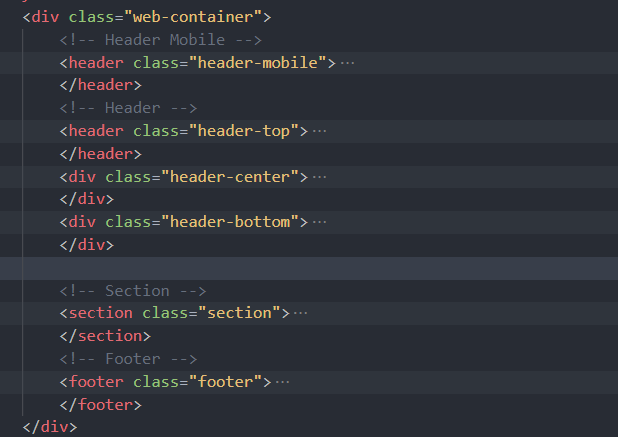 <div class="web-container">
<!-- Header Mobile -->
<header class="header-mobile">···
</header>
<!-- Header -->
<header class="header-top">···
</header>
<div class="header-center">···
</div>
<div class="header-bottom">···
</div>
<!-- Section -->
<section class="section">···
</section>
<!-- Footer -->
<footer class="footer">···
</footer>
</div>